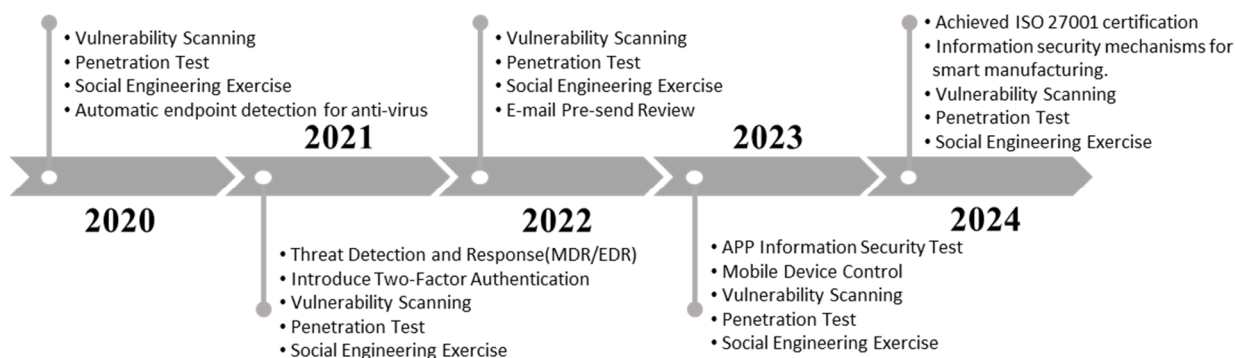 • Vulnerability Scanning
• Penetration Test
• Social Engineering Exercise
• Automatic endpoint detection for anti-virus
2020
2021
• Threat Detection and Response(MDR/EDR)
• Introduce Two-Factor Authentication
• Vulnerability Scanning
• Penetration Test
• Social Engineering Exercise
• Vulnerability Scanning
• Penetration Test
• Social Engineering Exercise
• E-mail Pre-send Review
2022
2023
• APP Information Security Test
• Mobile Device Control
• Vulnerability Scanning
• Penetration Test
• Social Engineering Exercise
• Achieved ISO 27001 certification
• Information security mechanisms for
smart manufacturing.
• Vulnerability Scanning
• Penetration Test
• Social Engineering Exercise
2024